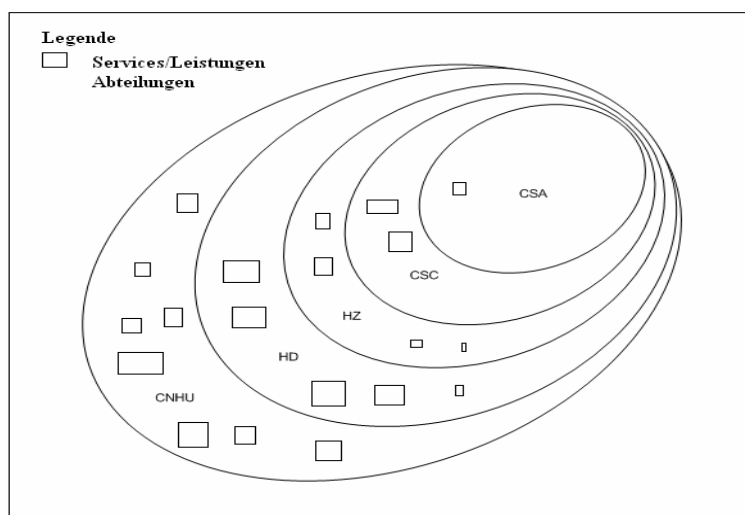 Legende
Services/Leistungen
Abteilungen
CSA
CSC
HZ
HD
CNHU